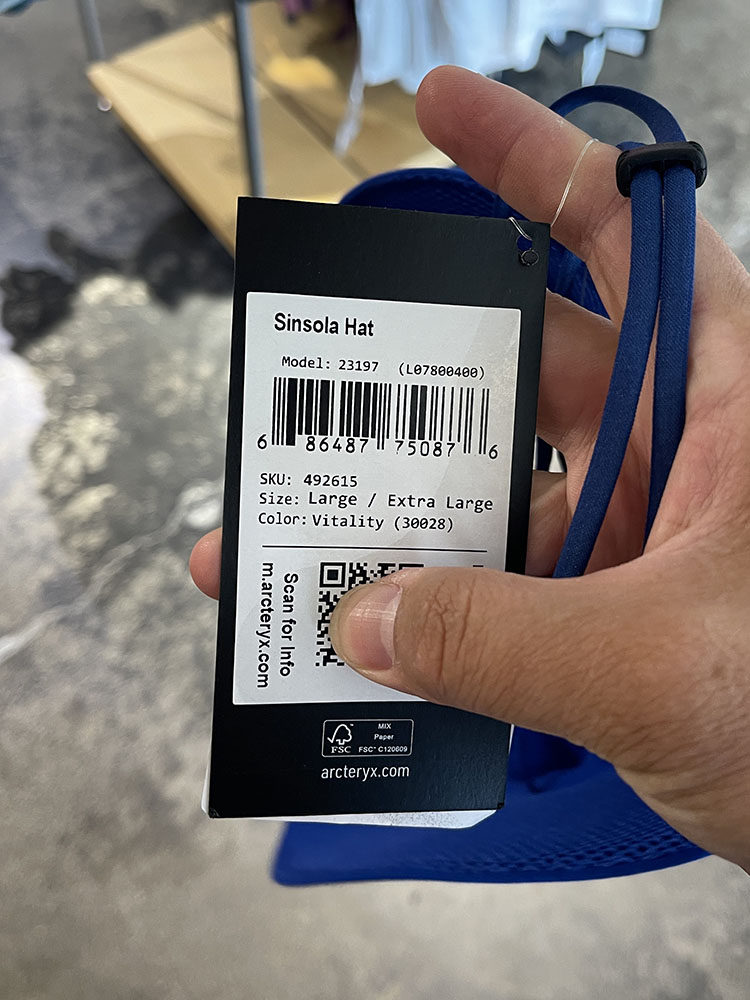 Sinsola Hat
Model: 23197 (L07800400)
6 86487 75087 6
SKU: 492615
Size: Large / Extra Large
Color: Vitality (30028)
Scan for Info
m.arcteryx.com
FSC
MIX
Paper
FSC® C120609
arcteryx.com